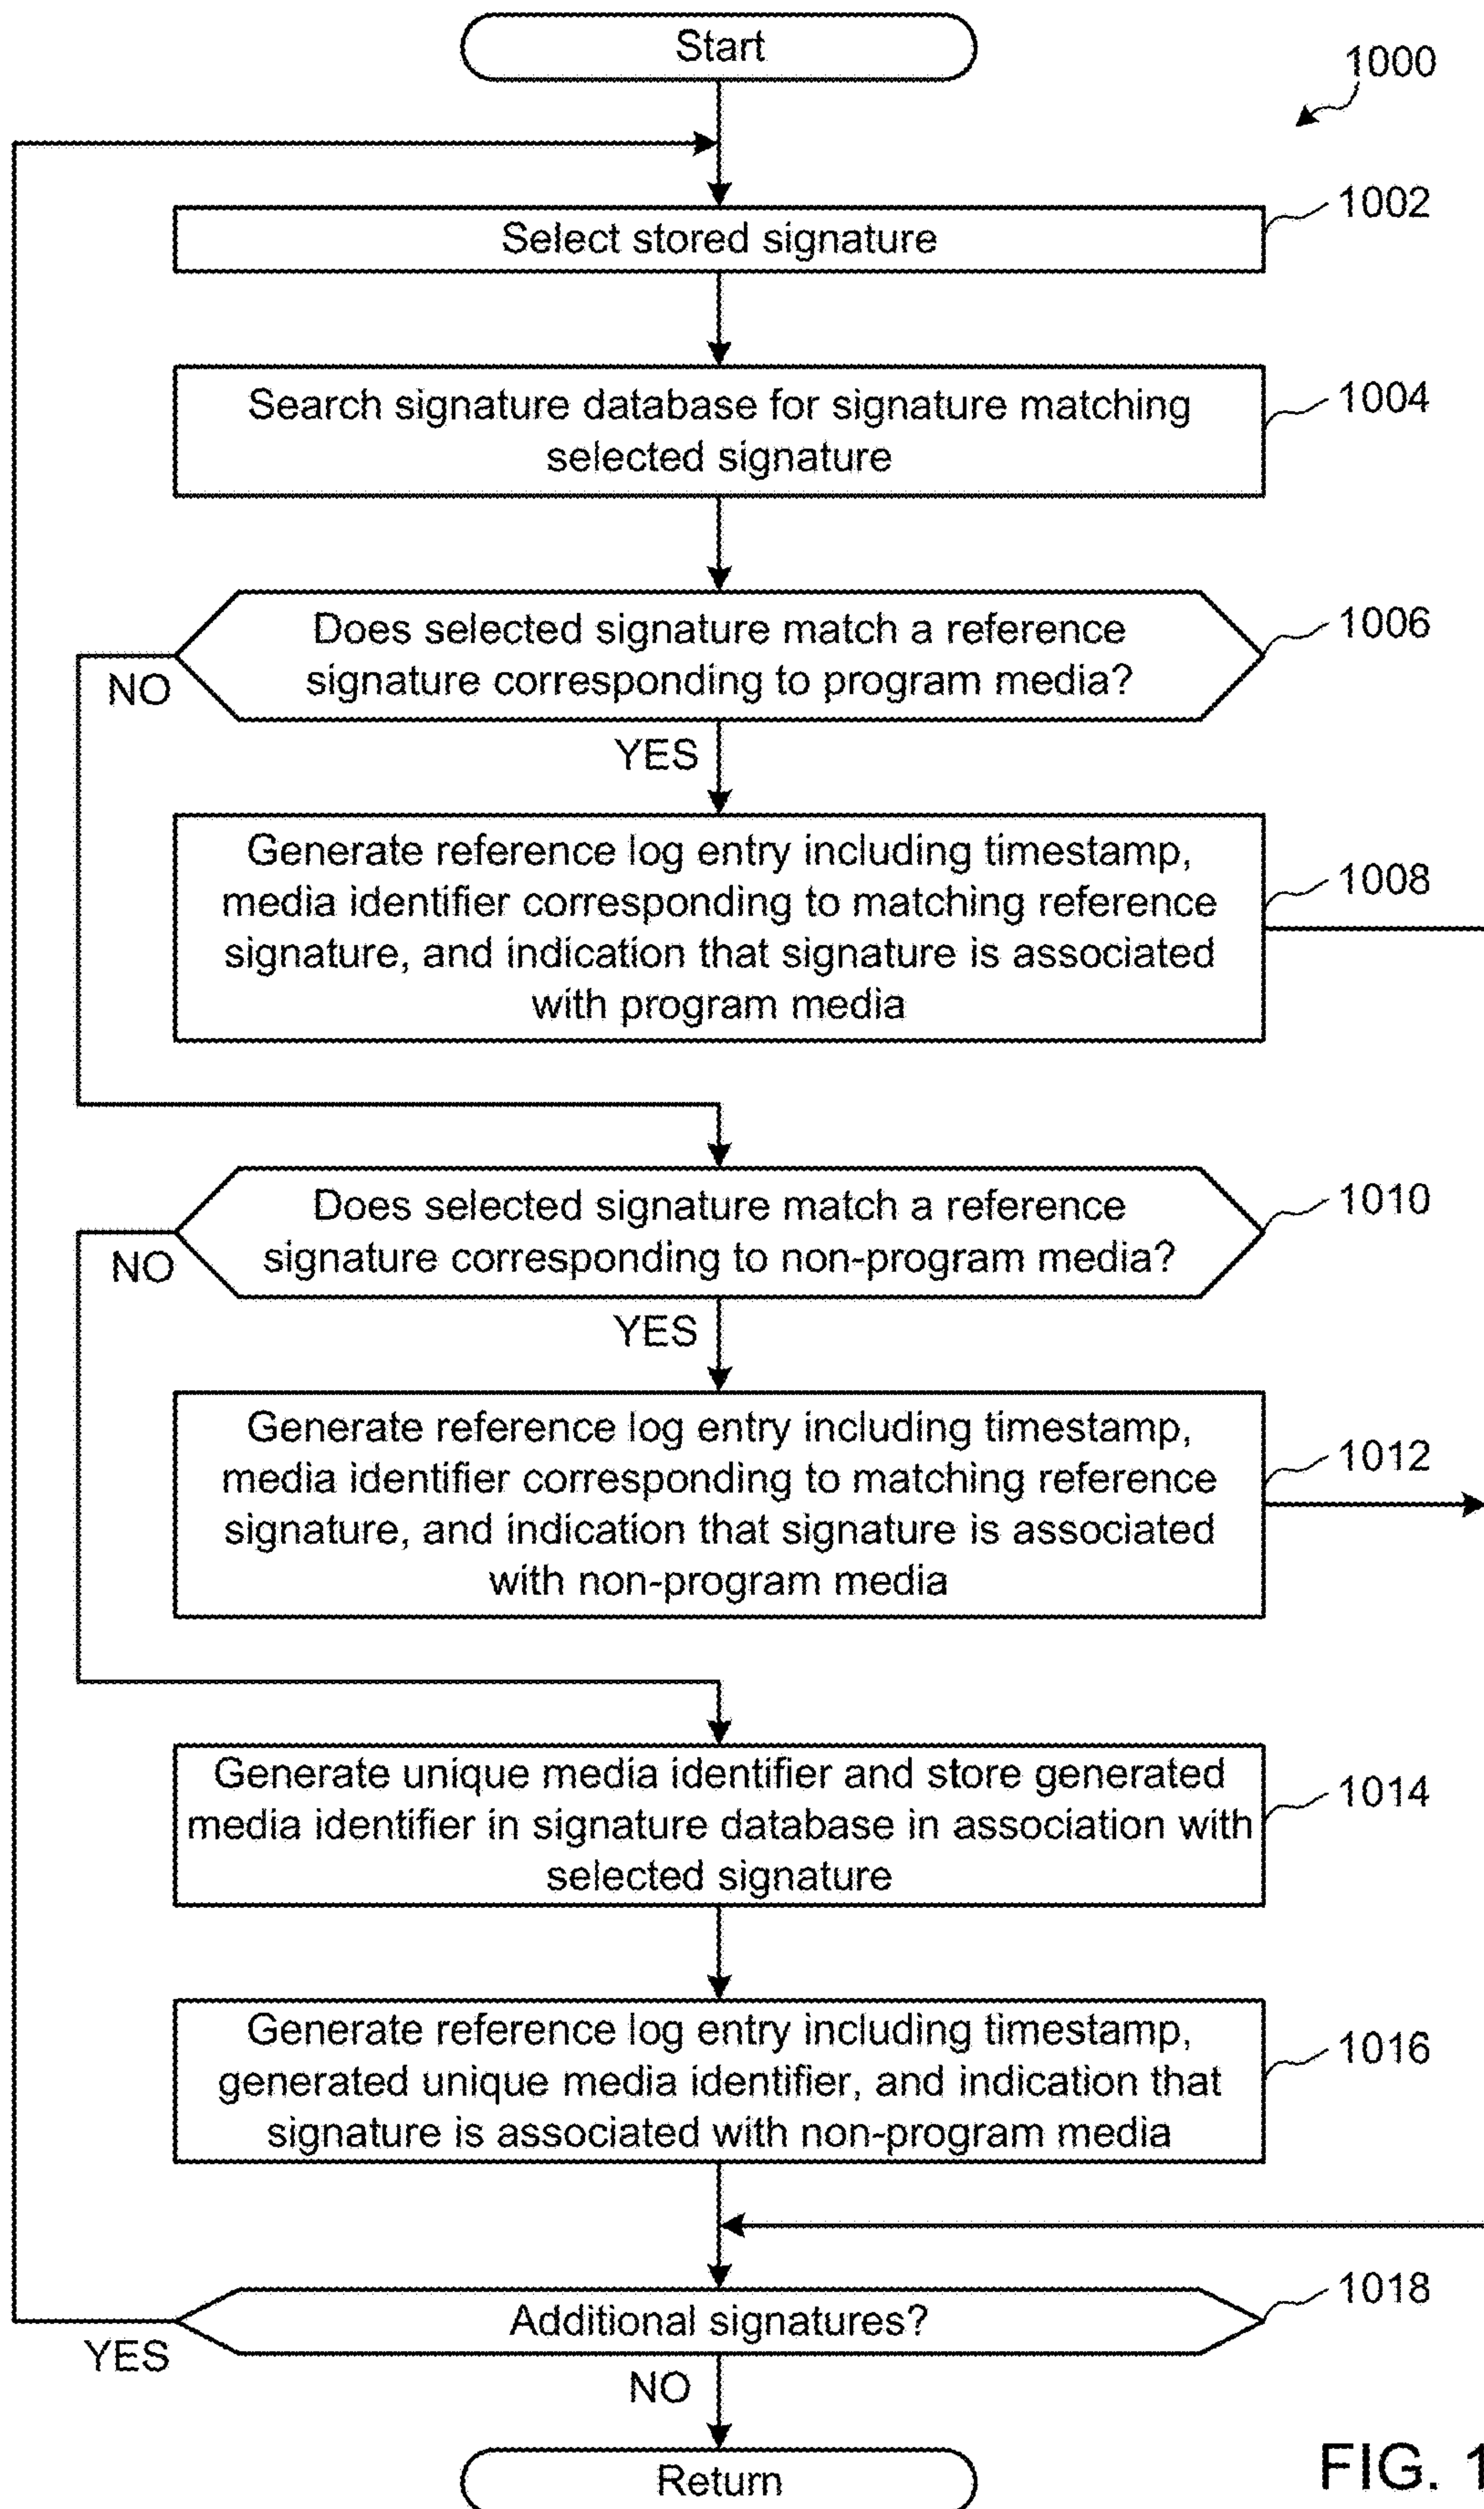 Start
1000
1002
Select stored signature
1004
Search signature database for signature matching
selected signature
1006
Does selected signature match a reference
signature corresponding to program media?
NO
YES
1008
Generate reference log entry including timestamp,
media identifier corresponding to matching reference
signature, and indication that signature is associated
with program media
1010
Does selected signature match a reference
signature corresponding to non-program media?
NO
YES
1012
Generate reference log entry including timestamp,
media identifier corresponding to matching reference
signature, and indication that signature is associated
with non-program media
1014
Generate unique media identifier and store generated
media identifier in signature database in association with
selected signature
1016
Generate reference log entry including timestamp,
generated unique media identifier, and indication that
signature is associated with non-program media
1018
Additional signatures?
YES
NO
Return
FIG. 1